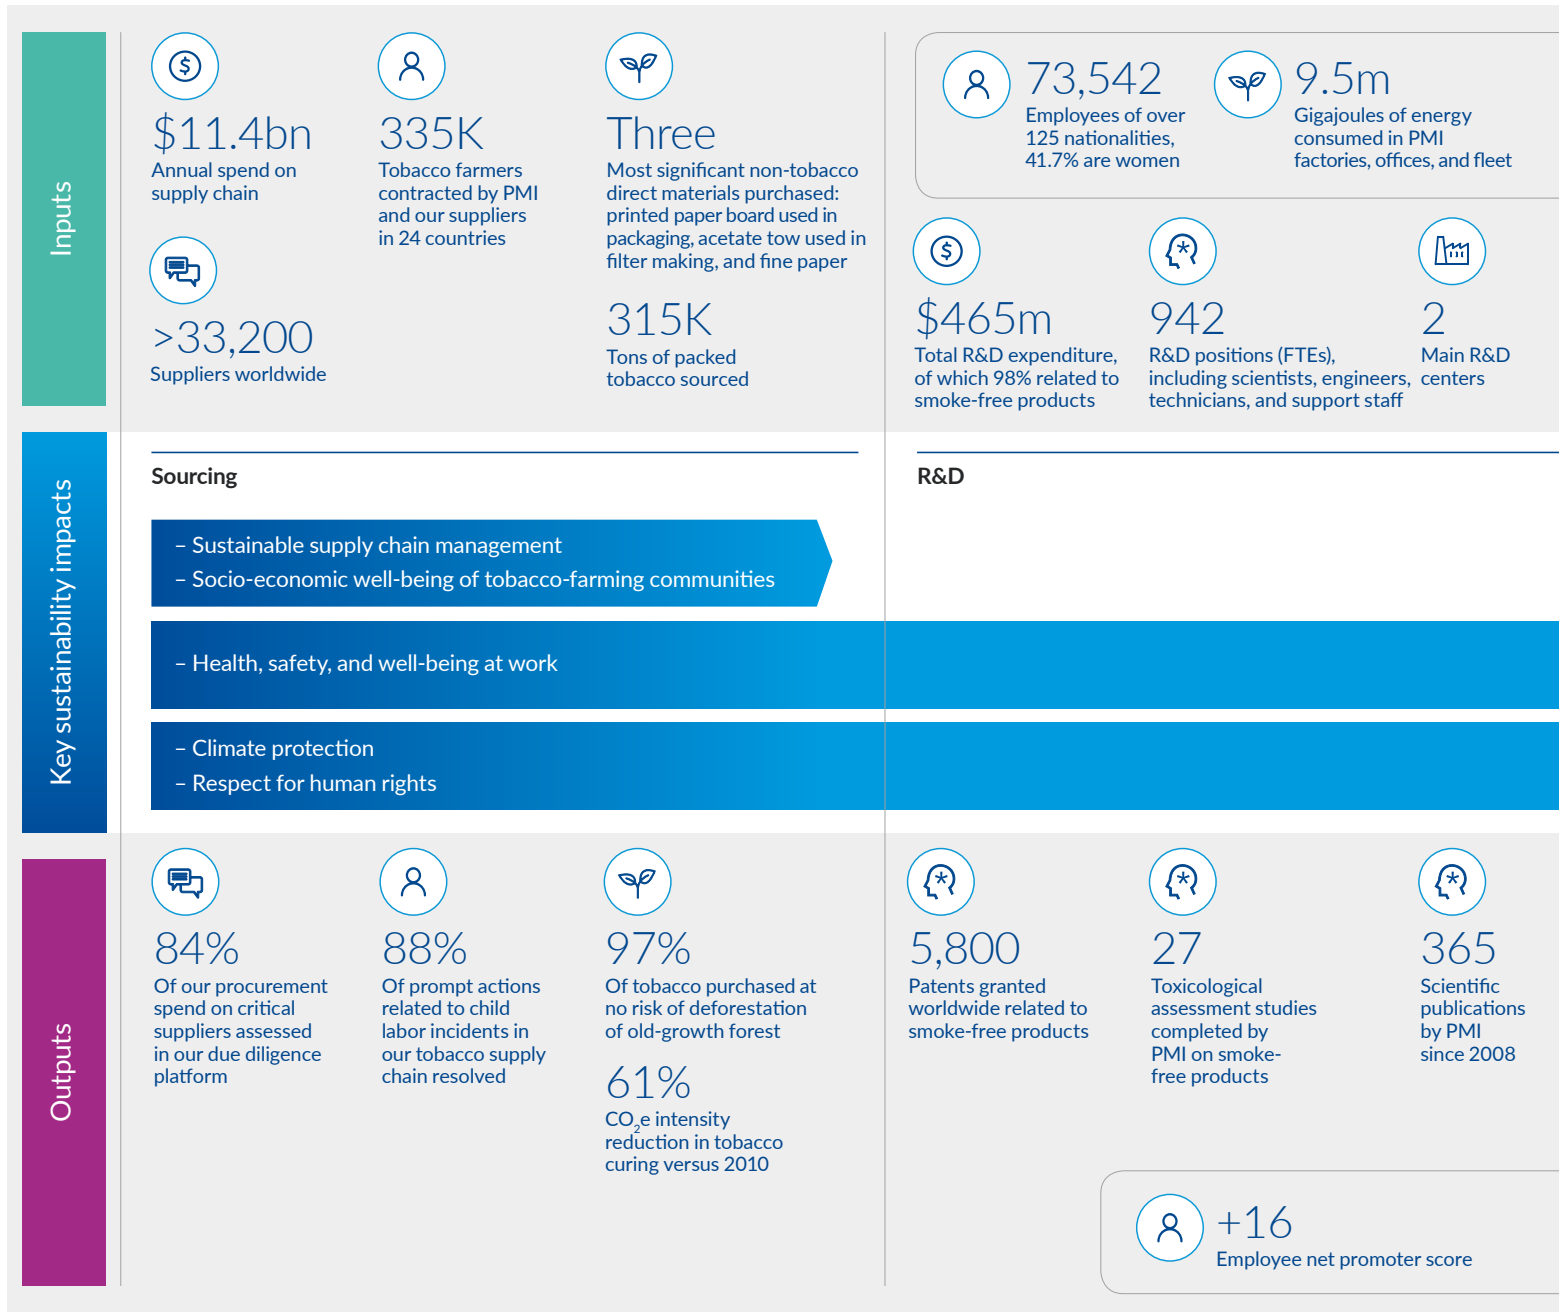 Inputs
$11.4bn
Annual spend on
supply chain
>33,200
Suppliers worldwide
335K
Tobacco farmers
contracted by PMI
and our suppliers
in 24 countries
Three
Most significant non-tobacco
direct materials purchased:
printed paper board used in
packaging, acetate tow used in
filter making, and fine paper
315K
Tons of packed
tobacco sourced
73,542
Employees of over
125 nationalities,
41.7% are women
9.5m
Gigajoules of energy
consumed in PMI
factories, offices, and fleet
$465m
Total R&D expenditure,
of which 98% related to
smoke-free products
942
R&D positions (FTEs),
including scientists, engineers,
technicians, and support staff
2
Main R&D
centers
Key sustainability impacts
Sourcing
R&D
– Sustainable supply chain management
– Socio-economic well-being of tobacco-farming communities
– Health, safety, and well-being at work
– Climate protection
– Respect for human rights
Outputs
84%
Of our procurement
spend on critical
suppliers assessed
in our due diligence
platform
88%
Of prompt actions
related to child
labor incidents in
our tobacco supply
chain resolved
97%
Of tobacco purchased at
no risk of deforestation
of old-growth forest
61%
CO2e intensity
reduction in tobacco
curing versus 2010
5,800
Patents granted
worldwide related to
smoke-free products
27
Toxicological
assessment studies
completed by
PMI on smoke-
free products
365
Scientific
publications
by PMI
since 2008
+16
Employee net promoter score